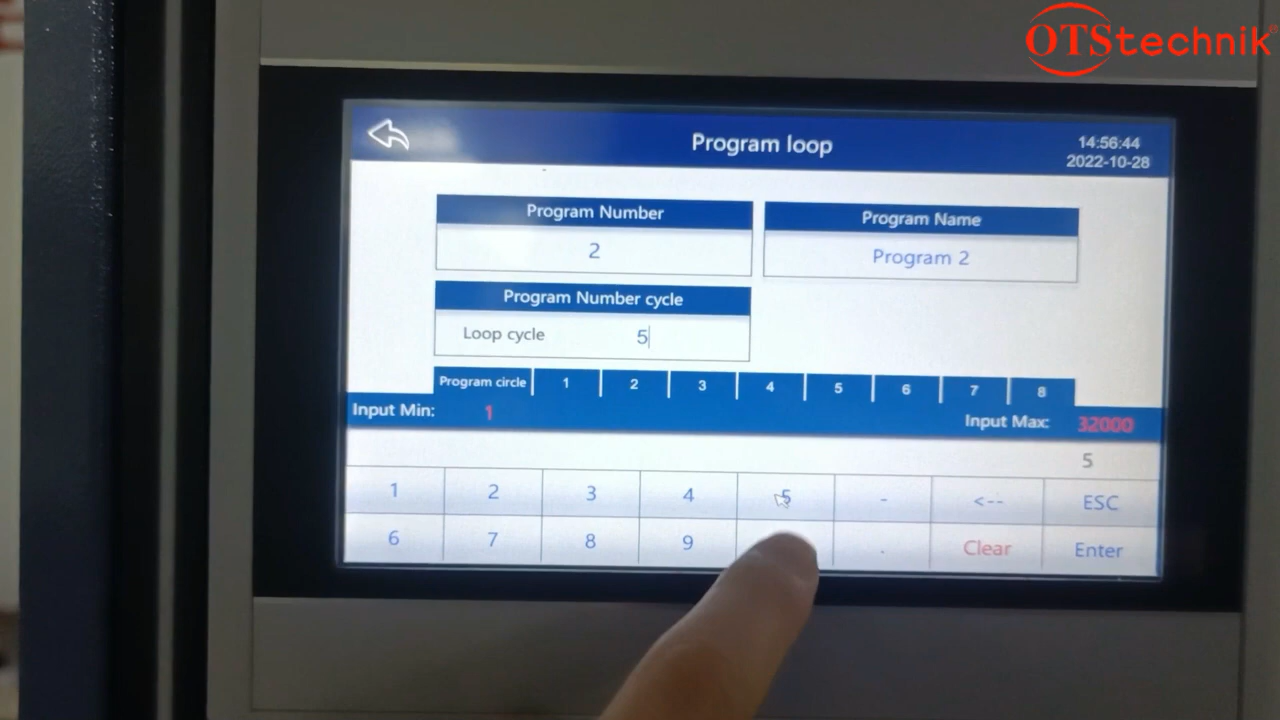 OTStechnik®
Program loop
14:56:44
2022-10-28
Program Number
2
Program Name
Program 2
Program Number cycle
Loop cycle 5
Program circle 1 2 3 4 5 6 7 8
Input Min: 1
Input Max: 32000
5
1 2 3 4 5 - <-- ESC
6 7 8 9 . Clear Enter